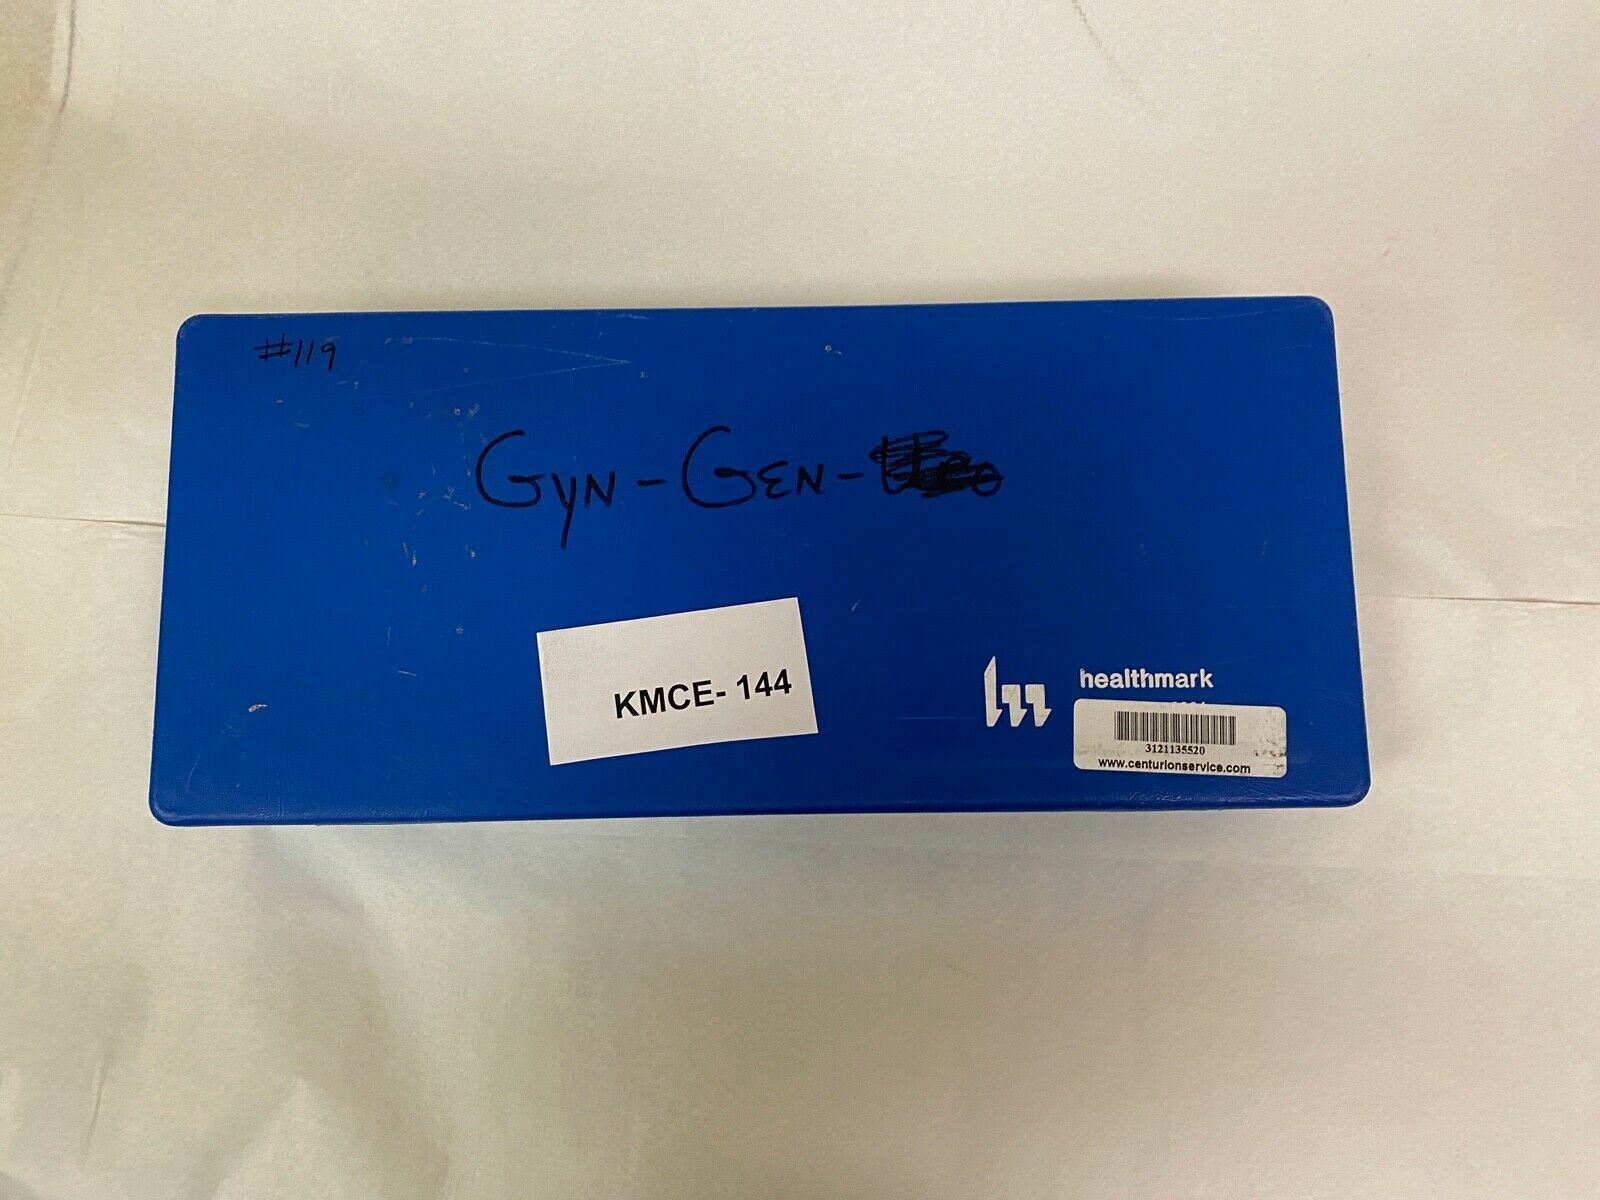 #119
Gyn - Gen -
KMCE- 144
healthmark
3121135520
www.centurionservice.com